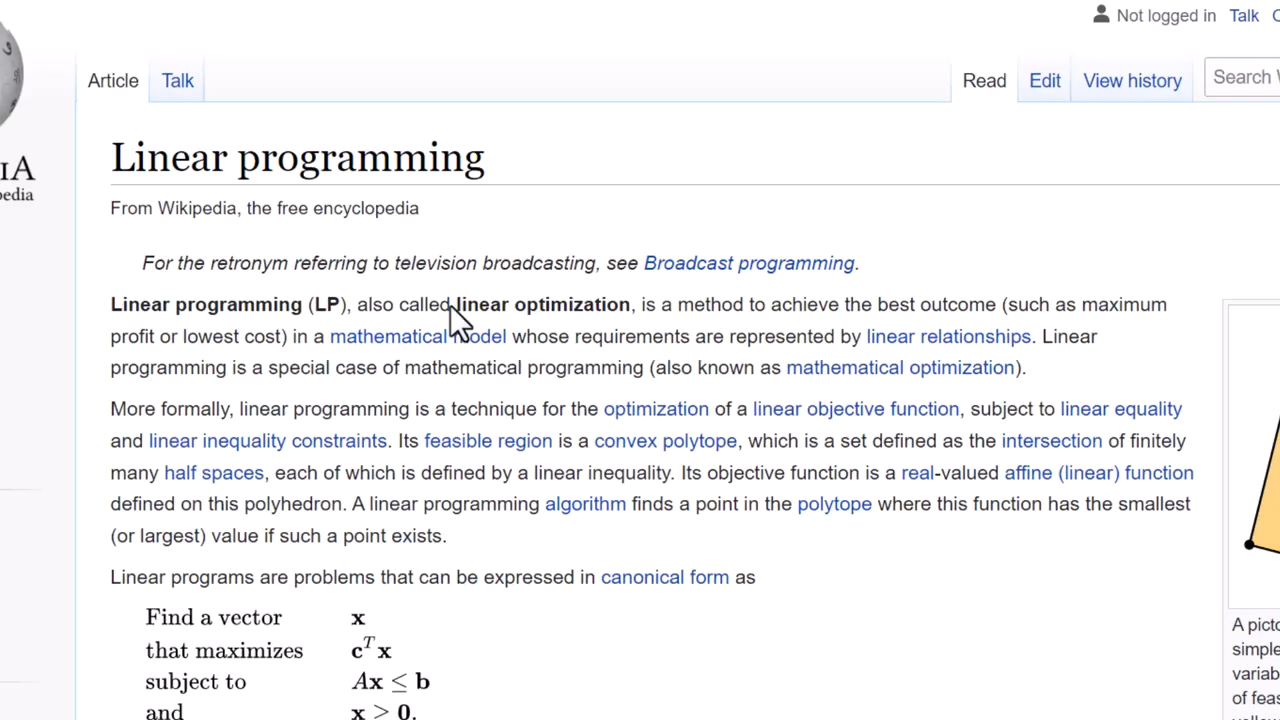 Not logged in Talk
Article Talk Read Edit View history Search
IA
pedia
Linear programming
From Wikipedia, the free encyclopedia
For the retronym referring to television broadcasting, see Broadcast programming.
Linear programming (LP), also called linear optimization, is a method to achieve the best outcome (such as maximum
profit or lowest cost) in a mathematical model whose requirements are represented by linear relationships. Linear
programming is a special case of mathematical programming (also known as mathematical optimization).
More formally, linear programming is a technique for the optimization of a linear objective function, subject to linear equality
and linear inequality constraints. Its feasible region is a convex polytope, which is a set defined as the intersection of finitely
many half spaces, each of which is defined by a linear inequality. Its objective function is a real-valued affine (linear) function
defined on this polyhedron. A linear programming algorithm finds a point in the polytope where this function has the smallest
(or largest) value if such a point exists.
Linear programs are problems that can be expressed in canonical form as
Find a vector x
that maximizes cᵀ x
subject to Ax ≤ b
and x ≥ 0.
A picto
simple
variab
of feas